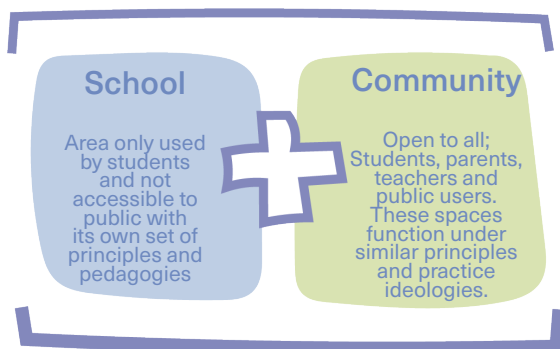 School
Area only used
by students
and not
accessible to
public with
its own set of
principles and
pedagogies
Community
Open to all;
Students, parents,
teachers and
public users.
These spaces
function under
similar principles
and practice
ideologies.